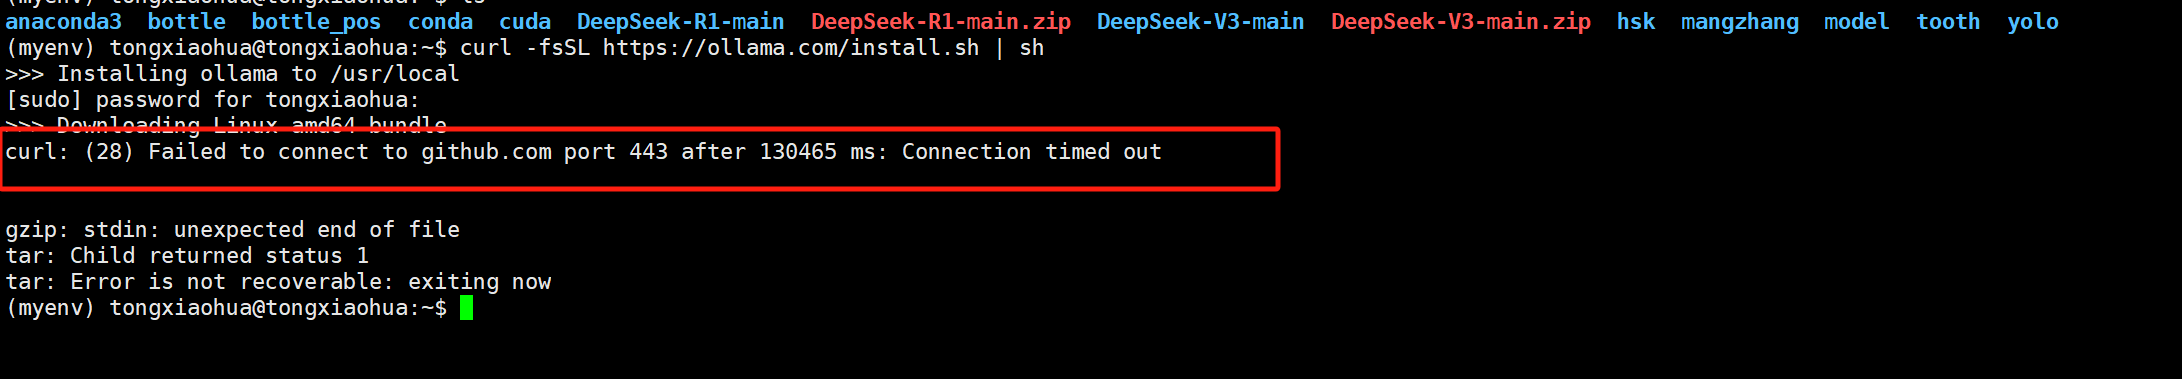 anaconda3 bottle bottle_pos conda cuda DeepSeek-R1-main DeepSeek-R1-main.zip DeepSeek-V3-main DeepSeek-V3-main.zip hsk mangzhang model tooth yolo
(myenv) tongxiaohua@tongxiaohua:~$ curl -fsSL https://ollama.com/install.sh | sh
>>> Installing ollama to /usr/local
[sudo] password for tongxiaohua:
>>> Downloading Linux amd64 bundle
curl: (28) Failed to connect to github.com port 443 after 130465 ms: Connection timed out
gzip: stdin: unexpected end of file
tar: Child returned status 1
tar: Error is not recoverable: exiting now
(myenv) tongxiaohua@tongxiaohua:~$